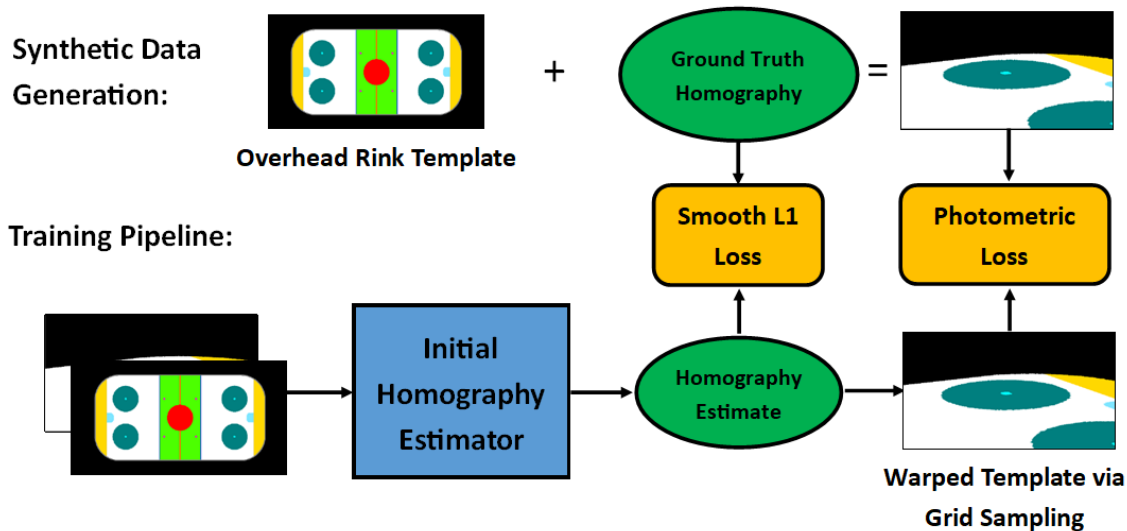 Synthetic Data
Generation:
+
Ground Truth
Homography
=
Overhead Rink Template
Smooth L1
Loss
Photometric
Loss
Training Pipeline:
Initial
Homography
Estimator
Homography
Estimate
Warped Template via
Grid Sampling